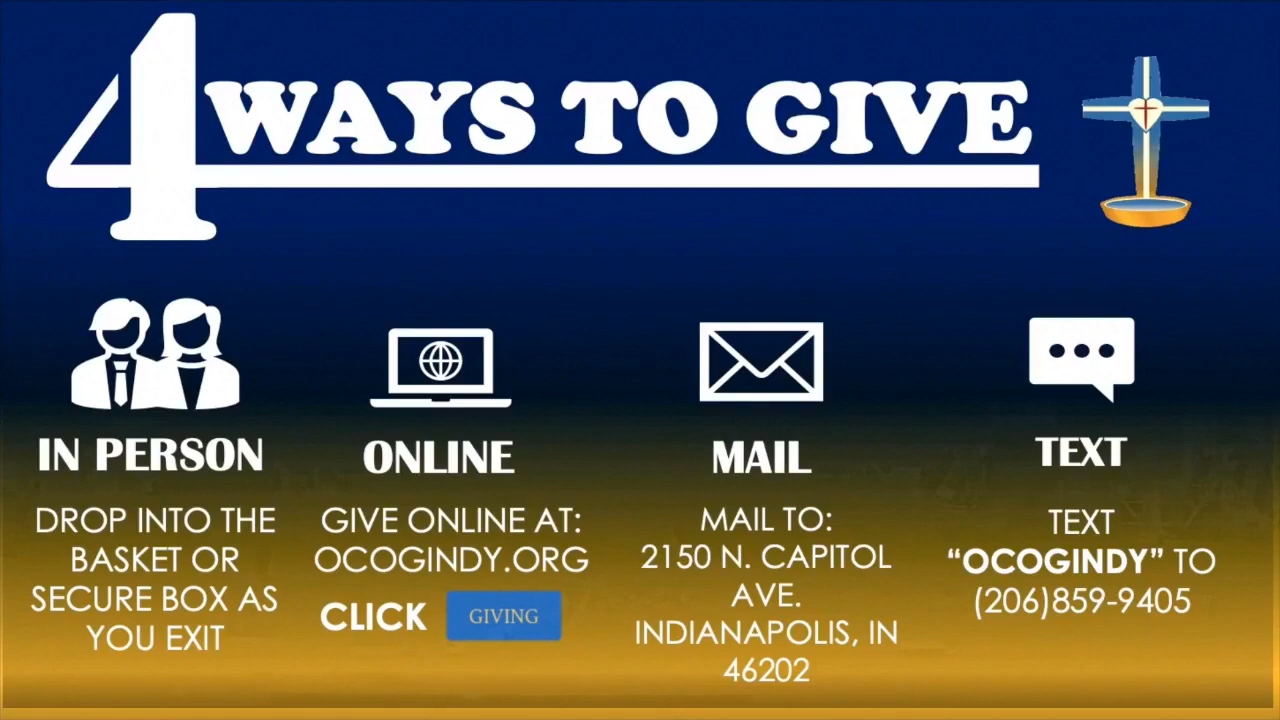 4 WAYS TO GIVE
IN PERSON
DROP INTO THE
BASKET OR
SECURE BOX AS
YOU EXIT
ONLINE
GIVE ONLINE AT:
OCOGINDY.ORG
CLICK GIVING
MAIL
MAIL TO:
2150 N. CAPITOL
AVE.
INDIANAPOLIS, IN
46202
TEXT
TEXT
“OCOGINDY” TO
(206)859-9405